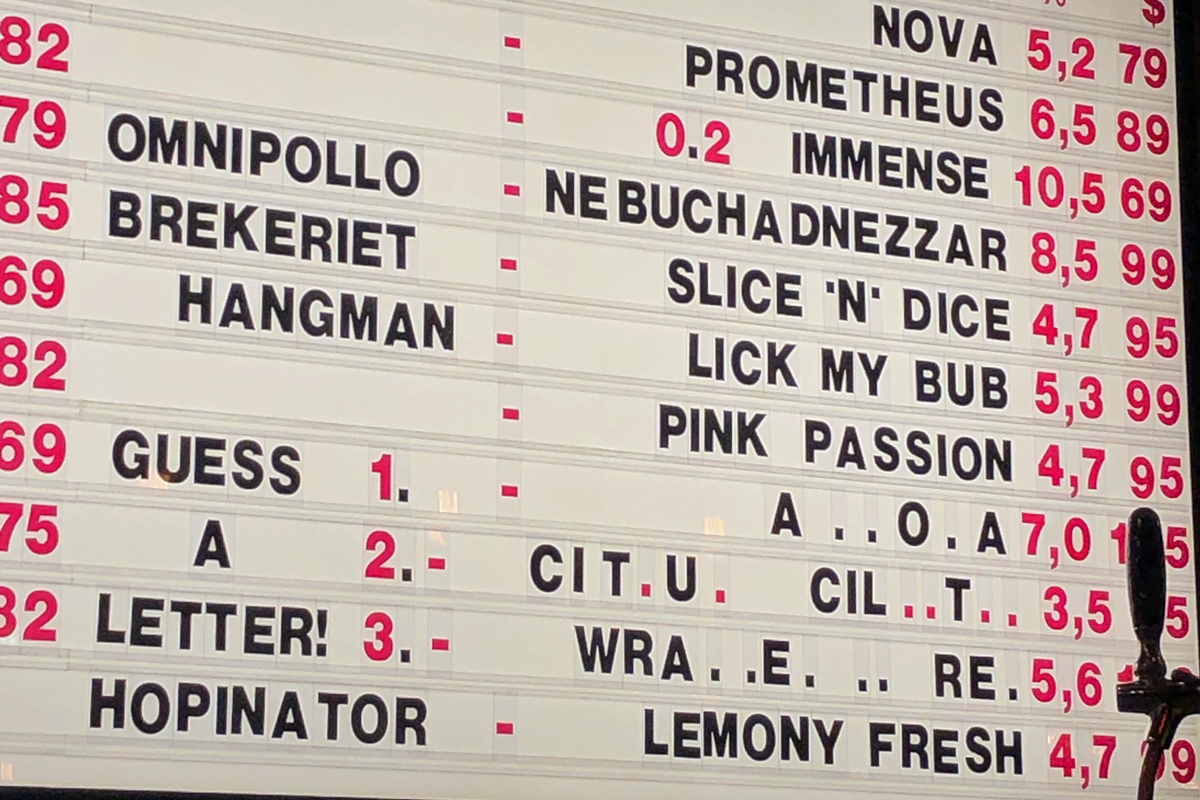 % $
NOVA 5,2 79
- PROMETHEUS 6,5 89
82 - 0.2 IMMENSE 10,5 69
79 OMNIPOLLO - NEBUCHADNEZZAR 8,5 99
85 BREKERIET - SLICE 'N' DICE 4,7 95
69 HANGMAN - LICK MY BUB 5,3 99
82 - PINK PASSION 4,7 95
69 GUESS 1. - A . . O . A 7,0
75 A 2. - CIT.U. CIL..T.. 3,5
82 LETTER! 3. - WRA..E. .. RE. 5,6
HOPINATOR - LEMONY FRESH 4,7